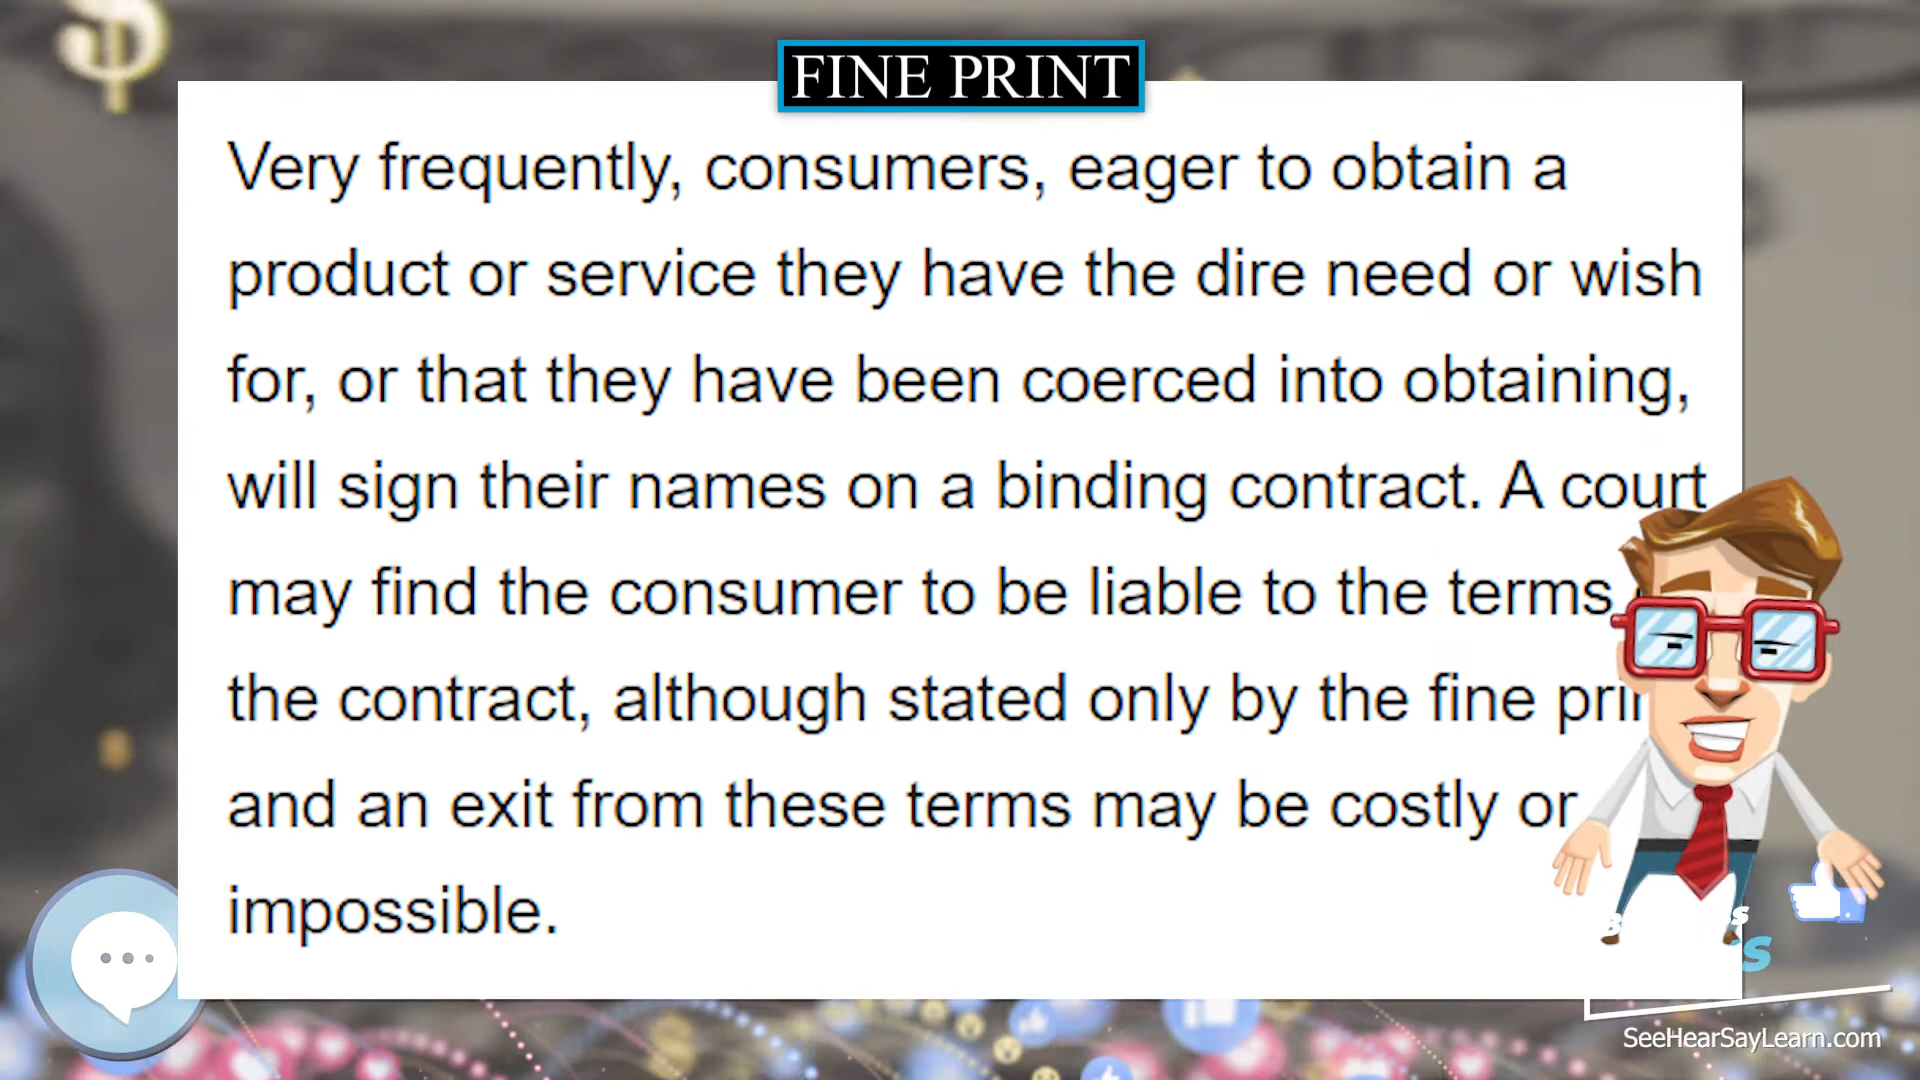 FINE PRINT
Very frequently, consumers, eager to obtain a
product or service they have the dire need or wish
for, or that they have been coerced into obtaining,
will sign their names on a binding contract. A court
may find the consumer to be liable to the terms
the contract, although stated only by the fine
and an exit from these terms may be costly or
impossible.
SeeHearSayLearn.com